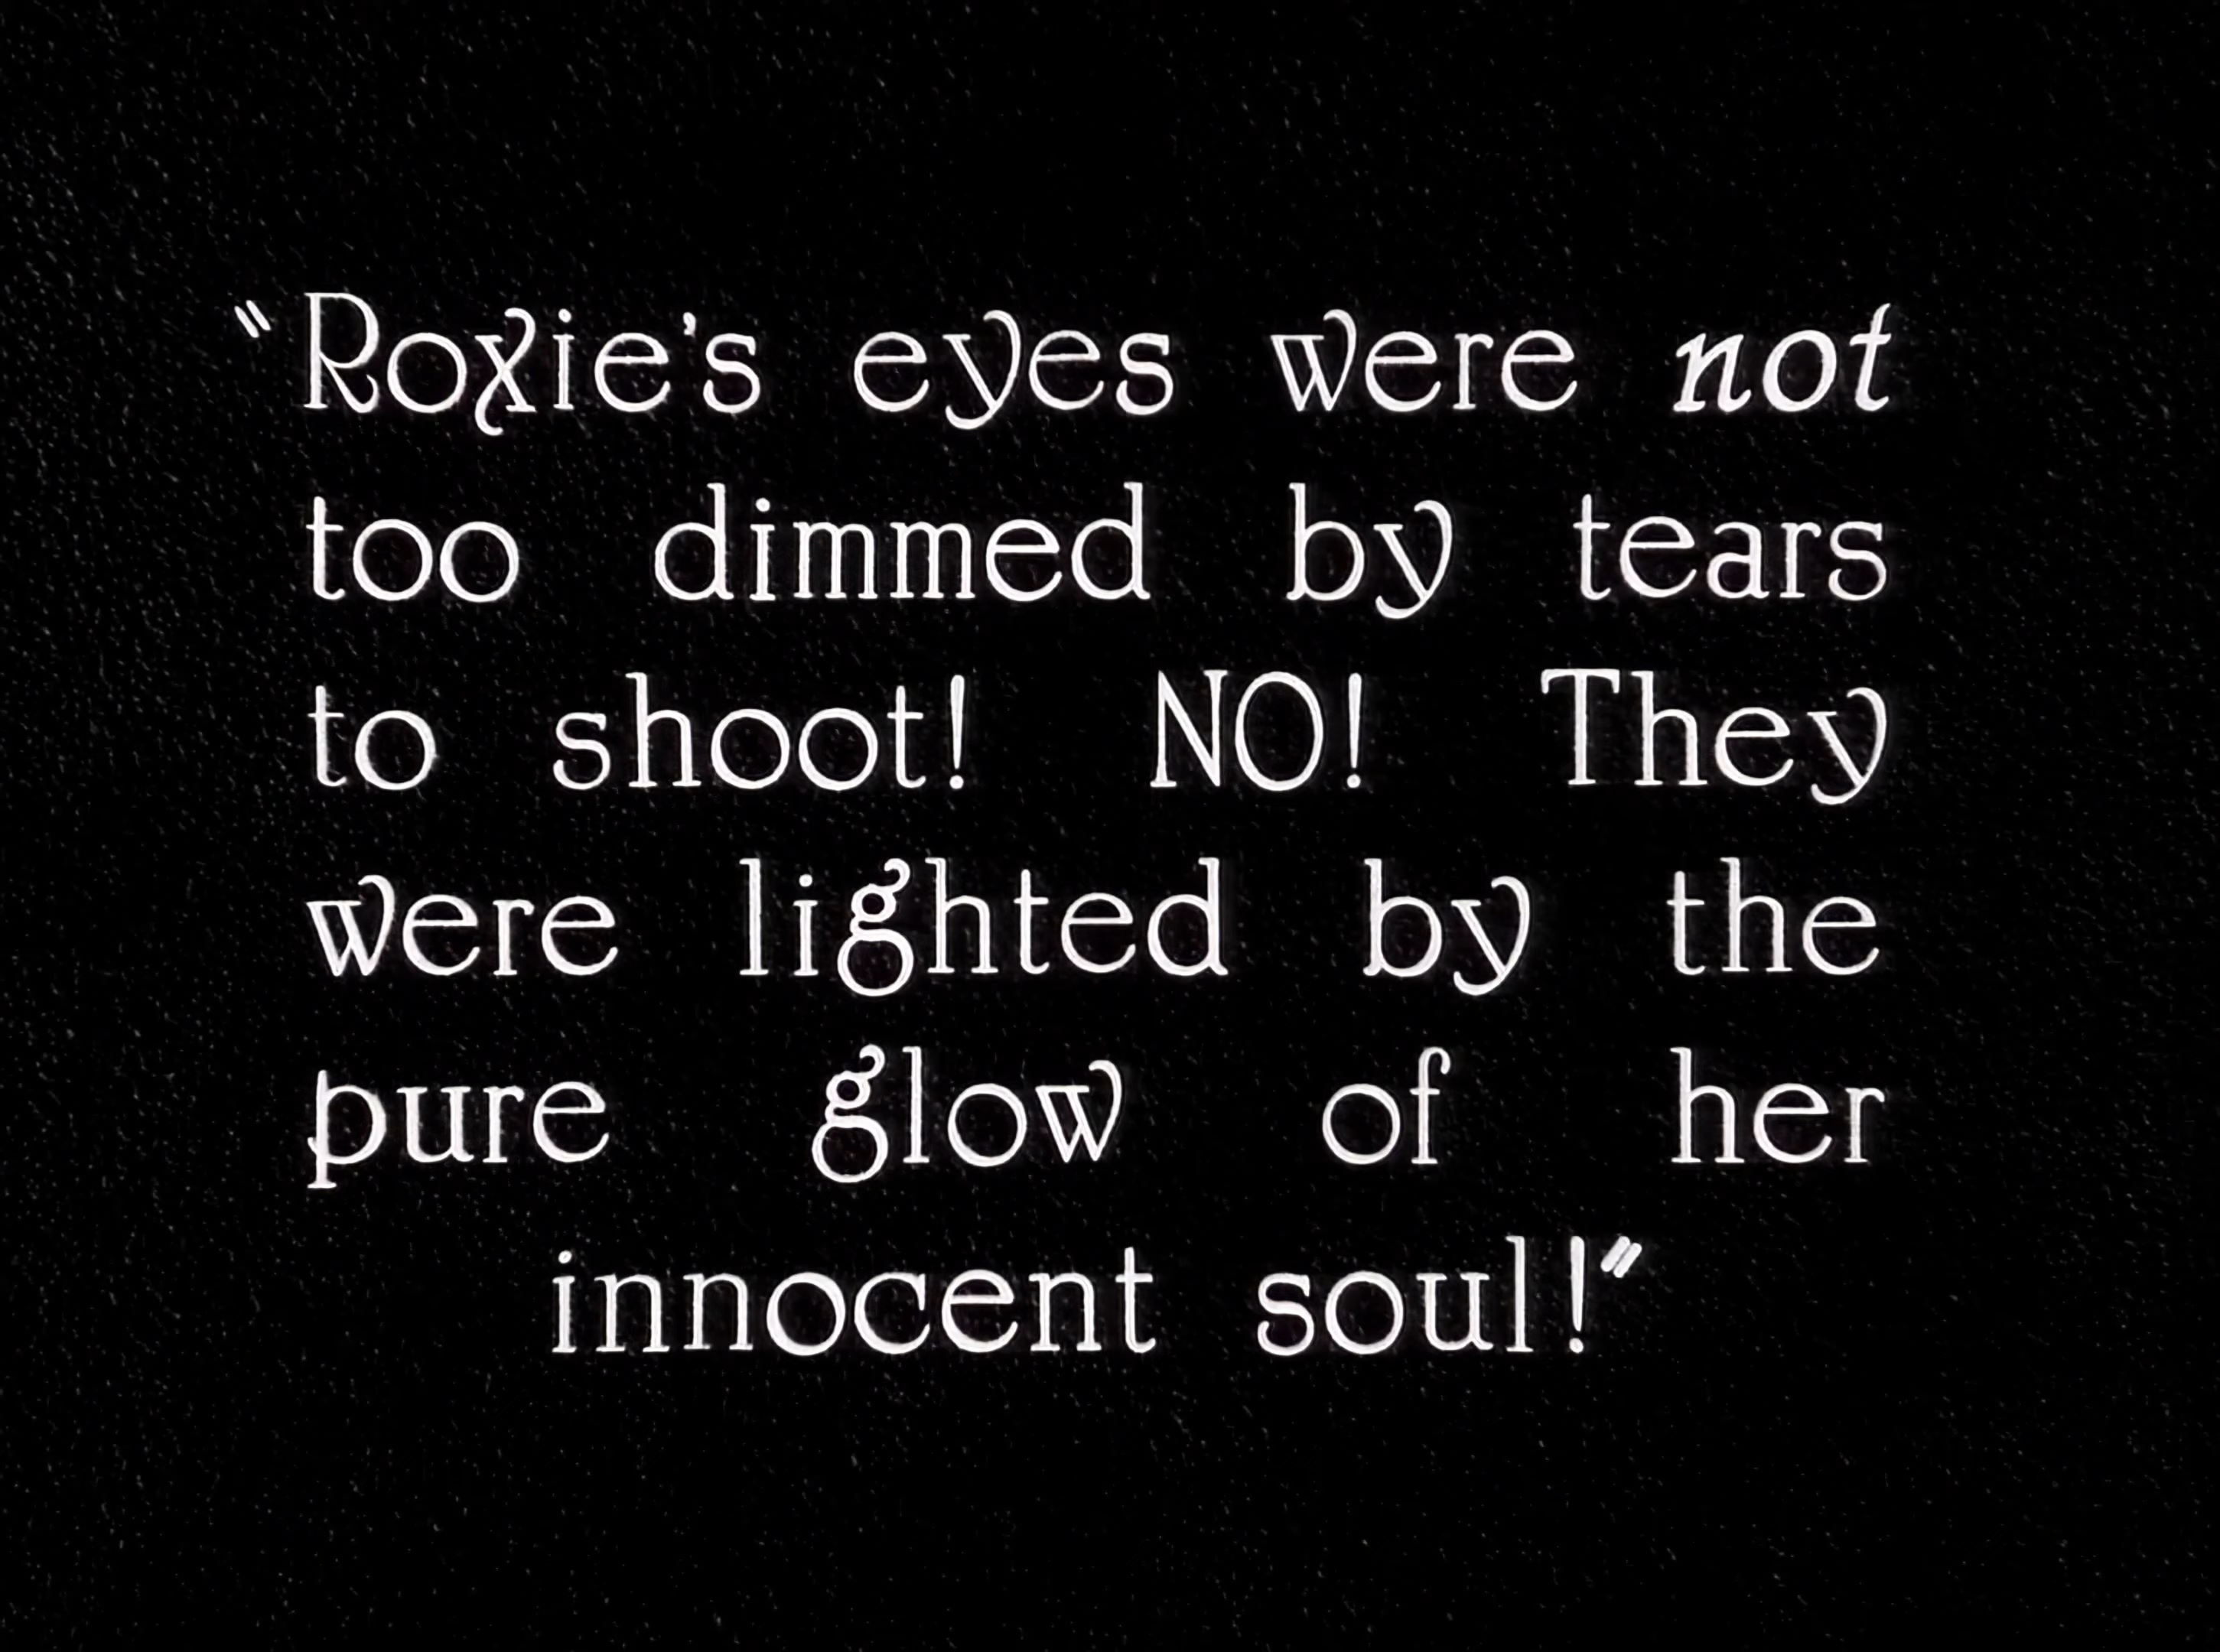 "Roxie's eyes were not
too dimmed by tears
to shoot! NO! They
were lighted by the
pure glow of her
innocent soul!"